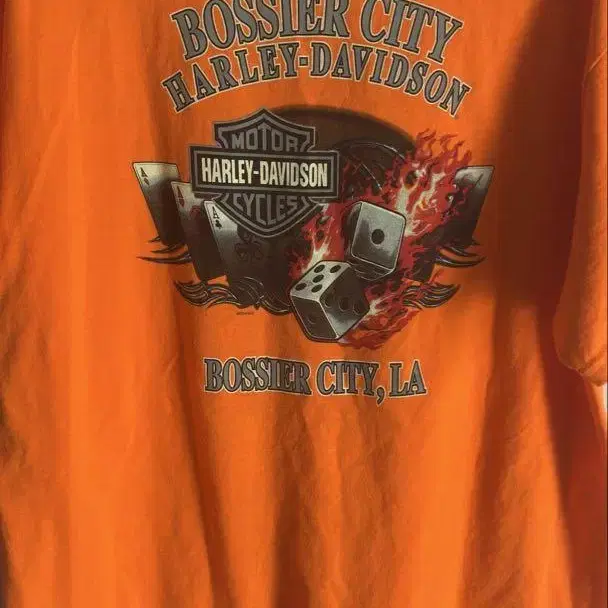 BOSSIER CITY
HARLEY-DAVIDSON
MOTOR
HARLEY-DAVIDSON
CYCLES
A
A
BOSSIER CITY, LA